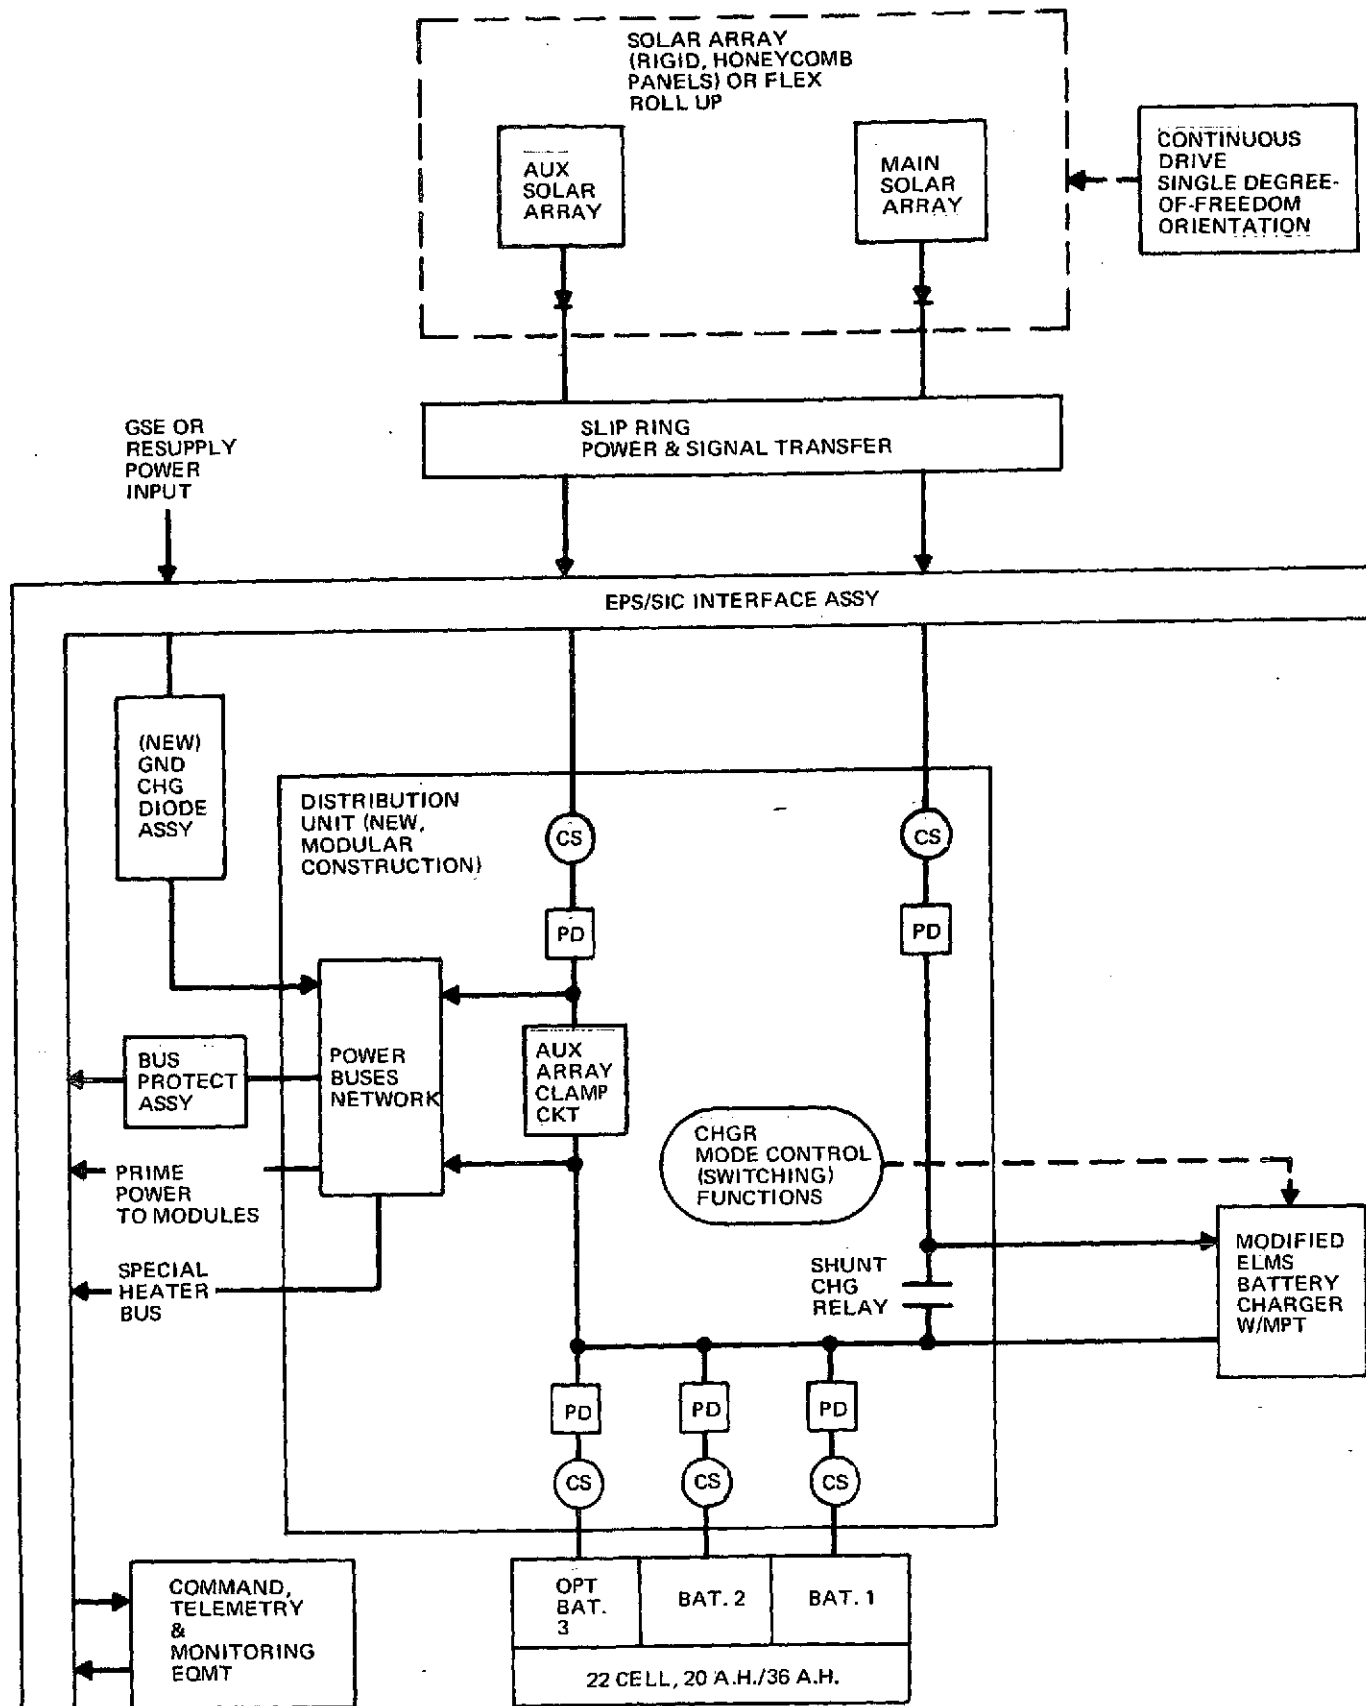 SOLAR ARRAY
(RIGID, HONEYCOMB
PANELS) OR FLEX
ROLL UP
AUX
SOLAR
ARRAY
MAIN
SOLAR
ARRAY
CONTINUOUS
DRIVE
SINGLE DEGREE-
OF-FREEDOM
ORIENTATION
SLIP RING
POWER & SIGNAL TRANSFER
GSE OR
RESUPPLY
POWER
INPUT
EPS/SIC INTERFACE ASSY
(NEW)
GND
CHG
DIODE
ASSY
DISTRIBUTION
UNIT (NEW,
MODULAR
CONSTRUCTION)
CS
CS
PD
PD
BUS
PROTECT
ASSY
POWER
BUSES
NETWORK
AUX
ARRAY
CLAMP
CKT
CHGR
MODE CONTROL
(SWITCHING)
FUNCTIONS
PRIME
POWER
TO MODULES
SPECIAL
HEATER
BUS
SHUNT
CHG
RELAY
MODIFIED
ELMS
BATTERY
CHARGER
W/MPT
PD
PD
PD
CS
CS
CS
OPT
BAT.
3
BAT. 2
BAT. 1
22 CELL, 20 A.H./36 A.H.
COMMAND,
TELEMETRY
&
MONITORING
EQMT